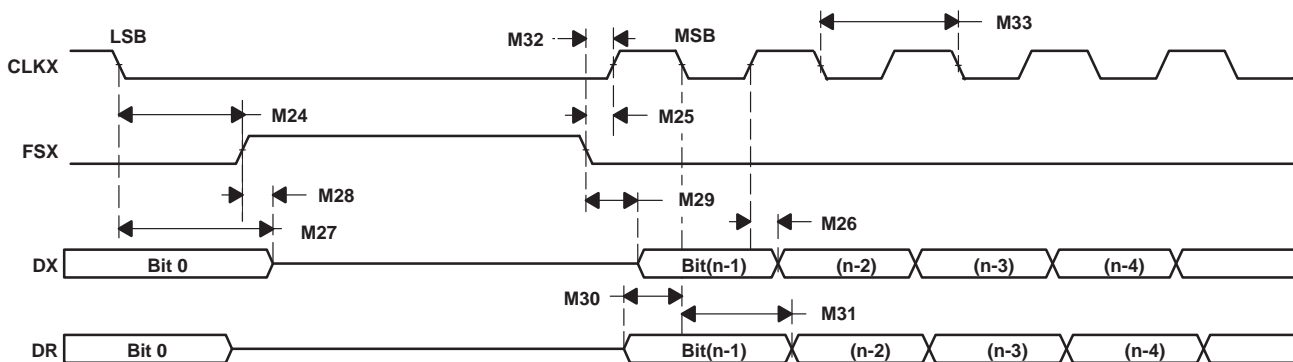 LSB
M32
MSB
M33
CLKX
M24
M25
FSX
M28
M29
M27
M26
DX
Bit 0
Bit(n-1)
(n-2)
(n-3)
(n-4)
M30
M31
DR
Bit 0
Bit(n-1)
(n-2)
(n-3)
(n-4)